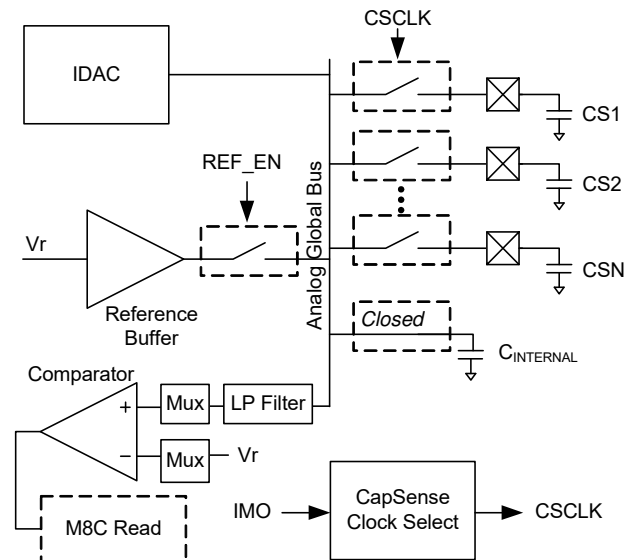 CSCLK
IDAC
CS1
CS2
REF_EN
Vr
Analog Global Bus
CSN
Reference
Buffer
Closed
CINTERNAL
Comparator
+
Mux
LP Filter
−
Mux
Vr
M8C Read
IMO
CapSense
Clock Select
CSCLK